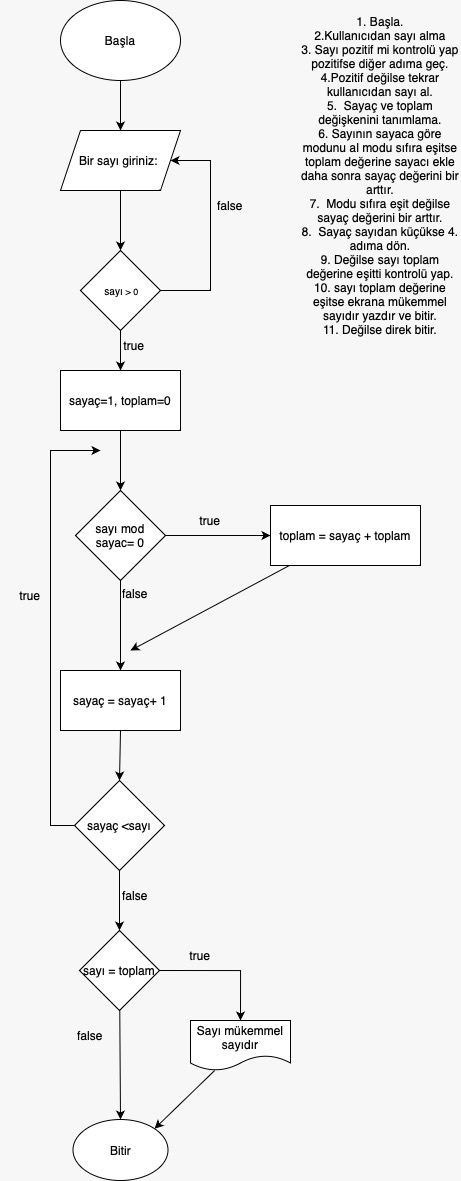 Başla
1. Başla.
2.Kullanıcıdan sayı alma
3. Sayı pozitif mi kontrolü yap
pozitifse diğer adıma geç.
4.Pozitif değilse tekrar
kullanıcıdan sayı al.
5. Sayaç ve toplam
değişkenini tanımlama.
6. Sayının sayaca göre
modunu al modu sıfıra eşitse
toplam değerine sayacı ekle
daha sonra sayaç değerini bir
arttır.
7. Modu sıfıra eşit değilse
sayaç değerini bir arttır.
8. Sayaç sayıdan küçükse 4.
adıma dön.
9. Değilse sayı toplam
değerine eşitti kontrolü yap.
10. sayı toplam değerine
eşitse ekrana mükemmel
sayıdır yazdır ve bitir.
11. Değilse direk bitir.
Bir sayı giriniz:
false
sayı > 0
true
sayaç=1, toplam=0
sayı mod
sayac= 0
true
toplam = sayaç + toplam
false
true
sayaç = sayaç+ 1
sayaç <sayı
false
sayı = toplam
true
false
Sayı mükemmel
sayıdır
Bitir